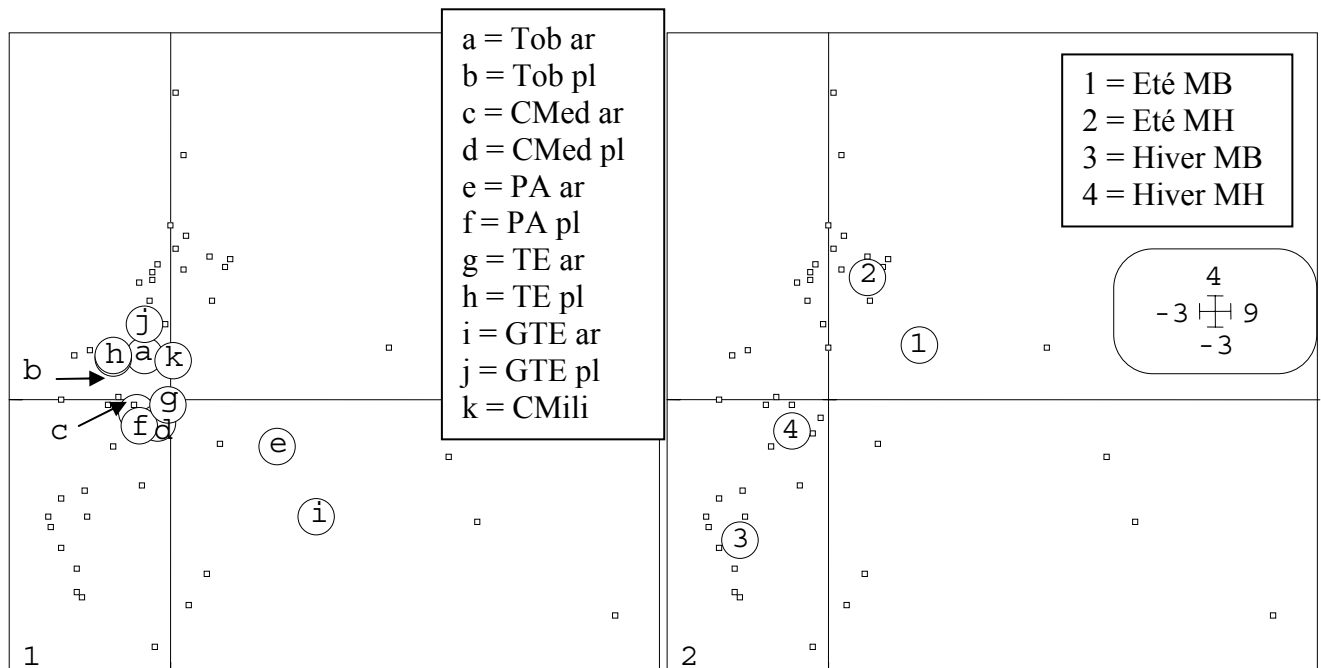 a = Tob ar
b = Tob pl
c = CMed ar
d = CMed pl
e = PA ar
f = PA pl
g = TE ar
h = TE pl
i = GTE ar
j = GTE pl
k = CMili
j
h
a
k
b
g
c
f
d
e
i
1
1 = Eté MB
2 = Eté MH
3 = Hiver MB
4 = Hiver MH
2
4
-3 9
-3
1
4
3
2